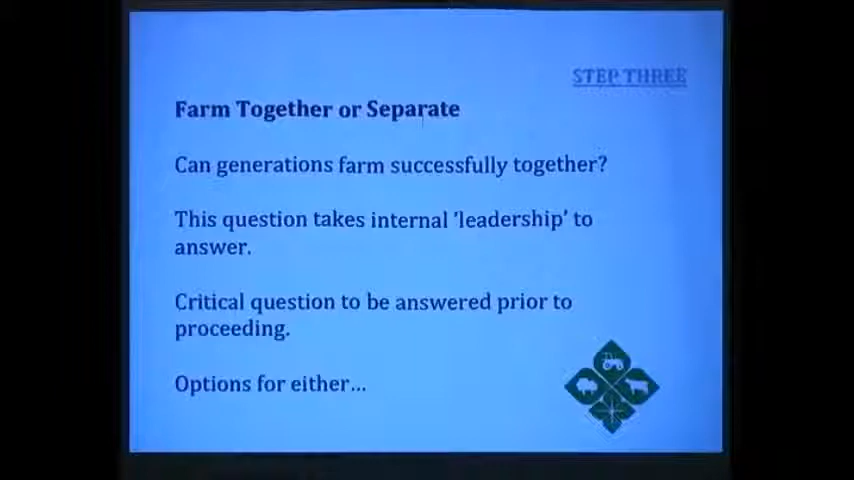 STEP THREE
Farm Together or Separate
Can generations farm successfully together?
This question takes internal 'leadership' to
answer.
Critical question to be answered prior to
proceeding.
Options for either...